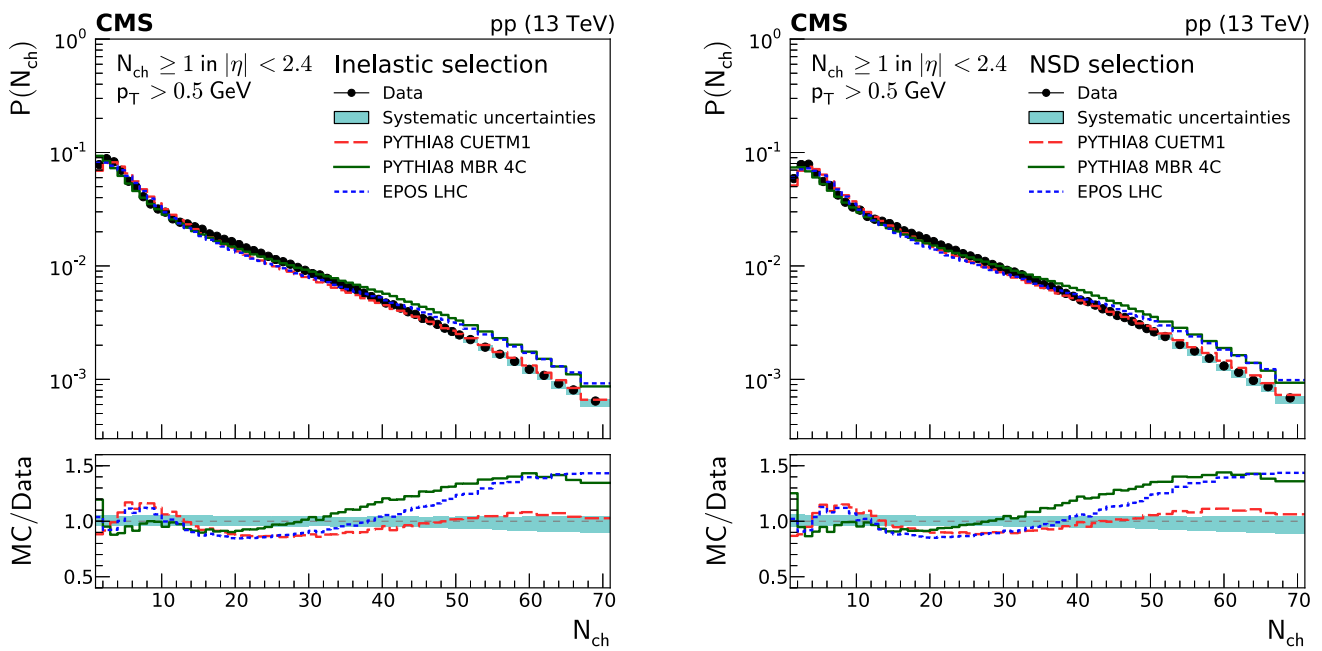 CMS pp (13 TeV)
P(N_ch)
10^0
10^-1
10^-2
10^-3
N_ch ≥ 1 in |η| < 2.4
p_T > 0.5 GeV
Inelastic selection
Data
Systematic uncertainties
PYTHIA8 CUETM1
PYTHIA8 MBR 4C
EPOS LHC
MC/Data
1.5
1.0
0.5
10 20 30 40 50 60 70
N_ch
CMS pp (13 TeV)
P(N_ch)
10^0
10^-1
10^-2
10^-3
N_ch ≥ 1 in |η| < 2.4
p_T > 0.5 GeV
NSD selection
Data
Systematic uncertainties
PYTHIA8 CUETM1
PYTHIA8 MBR 4C
EPOS LHC
MC/Data
1.5
1.0
0.5
10 20 30 40 50 60 70
N_ch